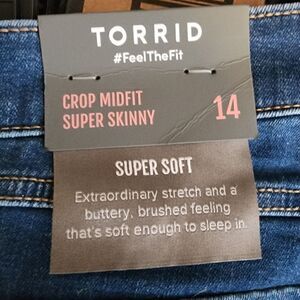 TORRID
#FeelTheFit
CROP MIDFIT
SUPER SKINNY 14
SUPER SOFT
Extraordinary stretch and a
buttery, brushed feeling
that's soft enough to sleep in.